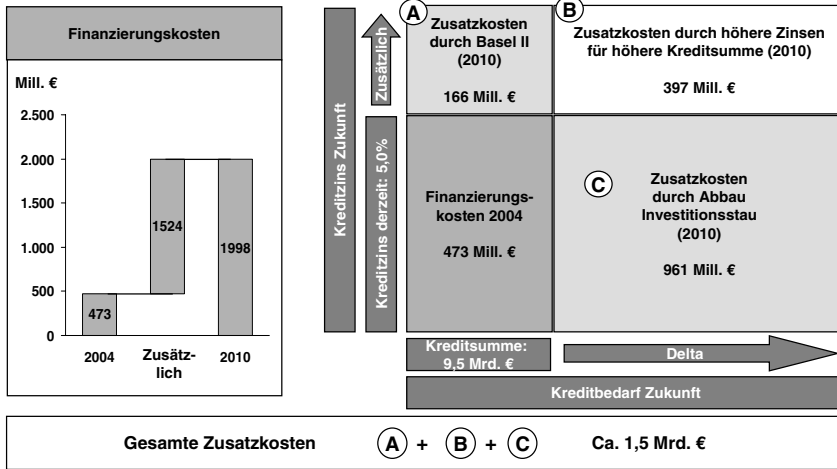 Finanzierungskosten
Mill. €
2.500
2.000
1.500
1.000
500
0
473
1524
1998
2004
Zusätz-
lich
2010
Kreditzins Zukunft
Zusätzlich
Kreditzins derzeit: 5,0%
A
Zusatzkosten
durch Basel II
(2010)
166 Mill. €
B
Zusatzkosten durch höhere Zinsen
für höhere Kreditsumme (2010)
397 Mill. €
Finanzierungs-
kosten 2004
473 Mill. €
C
Zusatzkosten
durch Abbau
Investitionsstau
(2010)
961 Mill. €
Kreditsumme:
9,5 Mrd. €
Delta
Kreditbedarf Zukunft
Gesamte Zusatzkosten A + B + C Ca. 1,5 Mrd. €